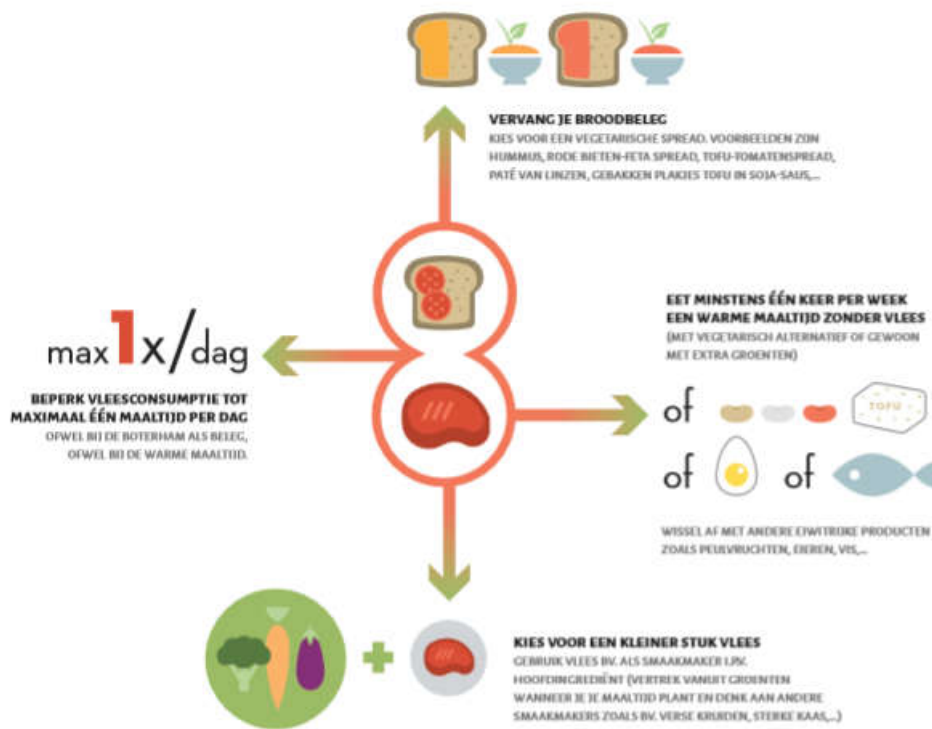 VERVANG JE BROODBELEG
KIES VOOR EEN VEGETARISCHE SPREAD. VOORBEELDEN ZIJN
HUMMUS, RODE BIETEN-FETA SPREAD, TOFU-TOMATENSPREAD,
PATÉ VAN LINZEN, GEBAKKEN PLAKJES TOFU IN SOJA-SAUS,...
max 1x/dag
BEPERK VLEESCONSUMPTIE TOT
MAXIMAAL ÉÉN MAALTIJD PER DAG
OFWEL BIJ DE BOTERHAM ALS BELEG,
OFWEL BIJ DE WARME MAALTIJD.
EET MINSTENS ÉÉN KEER PER WEEK
EEN WARME MAALTIJD ZONDER VLEES
(MET VEGETARISCH ALTERNATIEF OF GEWOON
MET EXTRA GROENTEN)
of TOFU
of of
WISSEL AF MET ANDERE EIWITRIJKE PRODUCTEN
ZOALS PEULVRUCHTEN, EIEREN, VIS,...
KIES VOOR EEN KLEINER STUK VLEES
GEBRUIK VLEES BV. ALS SMAAKMAKER I.P.V.
HOOFDINGREDIËNT (VERTREK VANUIT GROENTEN
WANNEER JE JE MAALTIJD PLANT EN DENK AAN ANDERE
SMAAKMAKERS ZOALS BV. VERSE KRUIDEN, STERKE KAAS,...)